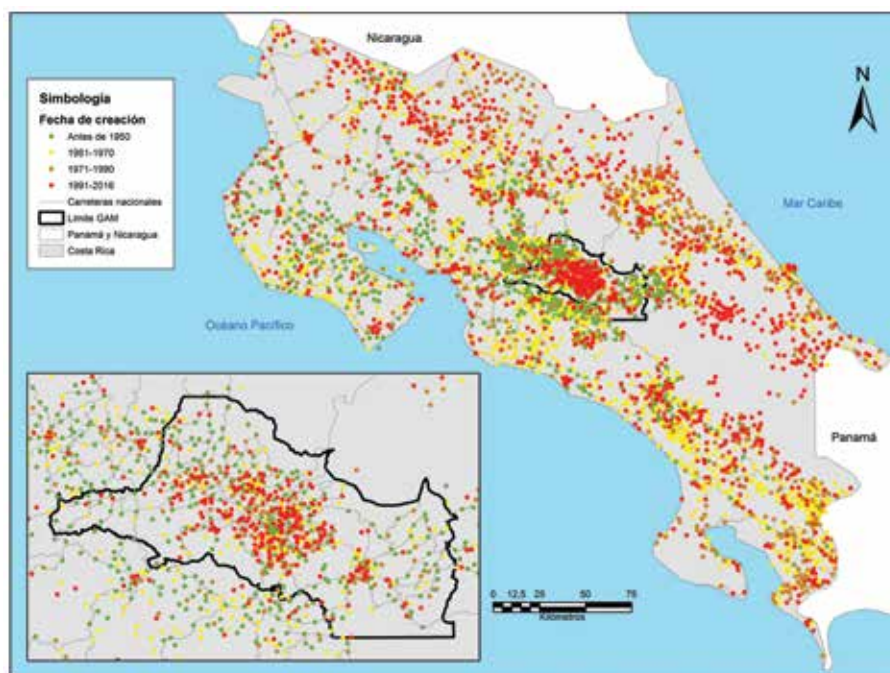 Nicaragua
N
Simbología
Fecha de creación
Antes de 1950
1951-1970
1971-1990
1991-2016
Carreteras nacionales
Límite GAM
Panamá y Nicaragua
Costa Rica
Mar Caribe
Océano Pacífico
Panamá
0 12,5 25 50 75
Kilometros